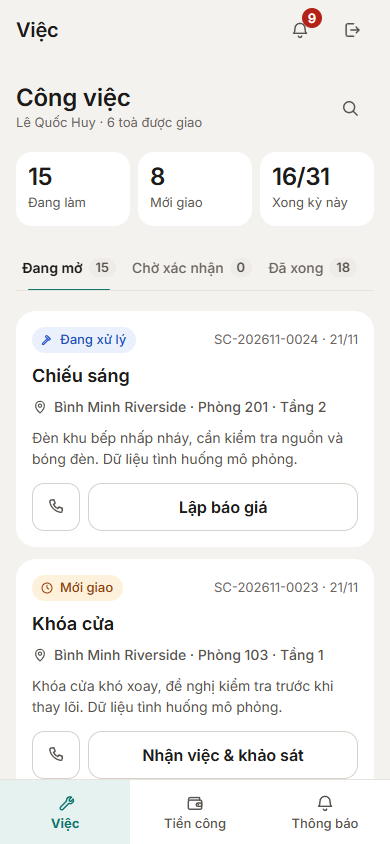 Việc
9
Công việc
Lê Quốc Huy · 6 toà được giao
15
Đang làm
8
Mới giao
16/31
Xong kỳ này
Đang mở 15
Chờ xác nhận 0
Đã xong 18
Đang xử lý
SC-202611-0024 · 21/11
Chiếu sáng
Bình Minh Riverside · Phòng 201 · Tầng 2
Đèn khu bếp nhấp nháy, cần kiểm tra nguồn và
bóng đèn. Dữ liệu tình huống mô phỏng.
Lập báo giá
Mới giao
SC-202611-0023 · 21/11
Khóa cửa
Bình Minh Riverside · Phòng 103 · Tầng 1
Khóa cửa khó xoay, đề nghị kiểm tra trước khi
thay lõi. Dữ liệu tình huống mô phỏng.
Nhận việc & khảo sát
Việc
Tiền công
Thông báo